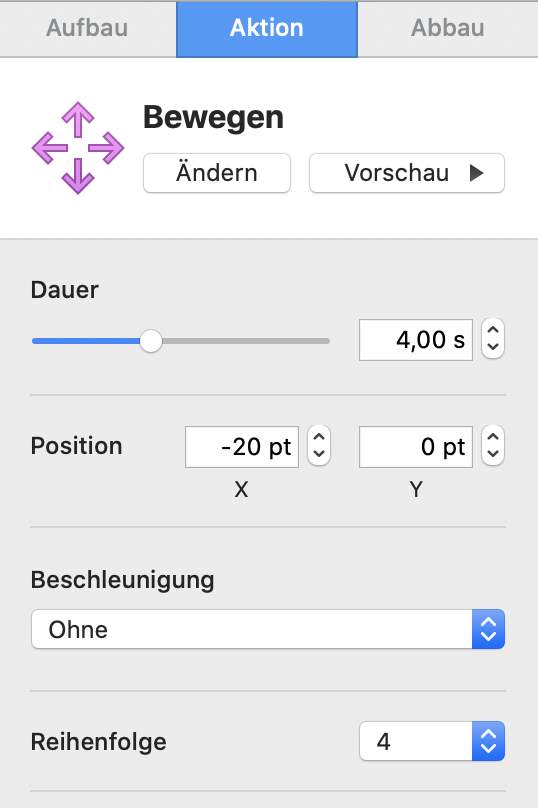 Aufbau Aktion Abbau
Bewegen
Ändern Vorschau
Dauer
4,00 s
Position -20 pt 0 pt
X Y
Beschleunigung
Ohne
Reihenfolge 4